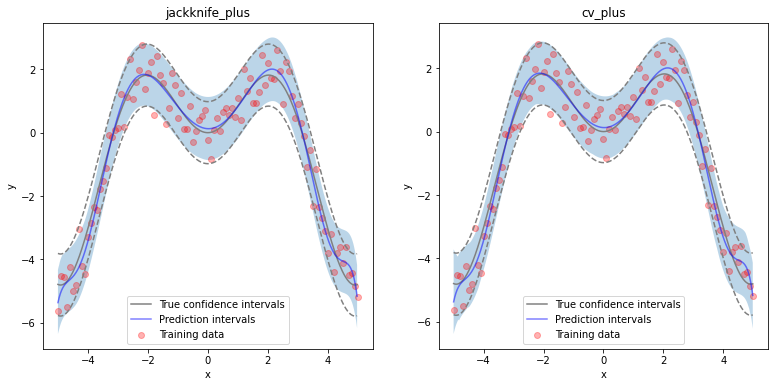 jackknife_plus
y
2
0
−2
−4
−6
−4
−2
0
2
4
x
True confidence intervals
Prediction intervals
Training data
cv_plus
y
2
0
−2
−4
−6
−4
−2
0
2
4
x
True confidence intervals
Prediction intervals
Training data